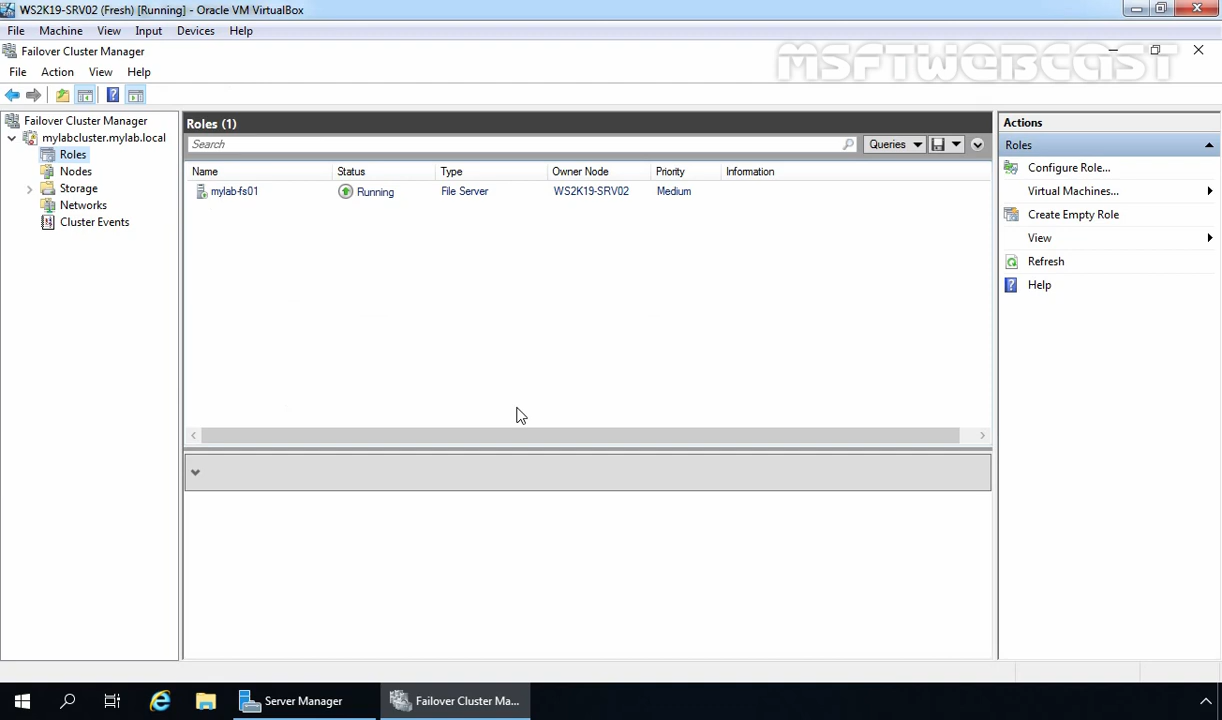 WS2K19-SRV02 (Fresh) [Running] - Oracle VM VirtualBox
File Machine View Input Devices Help
Failover Cluster Manager
MSFTWEBCAST
File Action View Help
Failover Cluster Manager
mylabcluster.mylab.local
Roles
Nodes
Storage
Networks
Cluster Events
Roles (1)
Search
Queries
Name Status Type Owner Node Priority Information
mylab-fs01 Running File Server WS2K19-SRV02 Medium
Actions
Roles
Configure Role...
Virtual Machines...
Create Empty Role
View
Refresh
Help
Server Manager
Failover Cluster Ma...